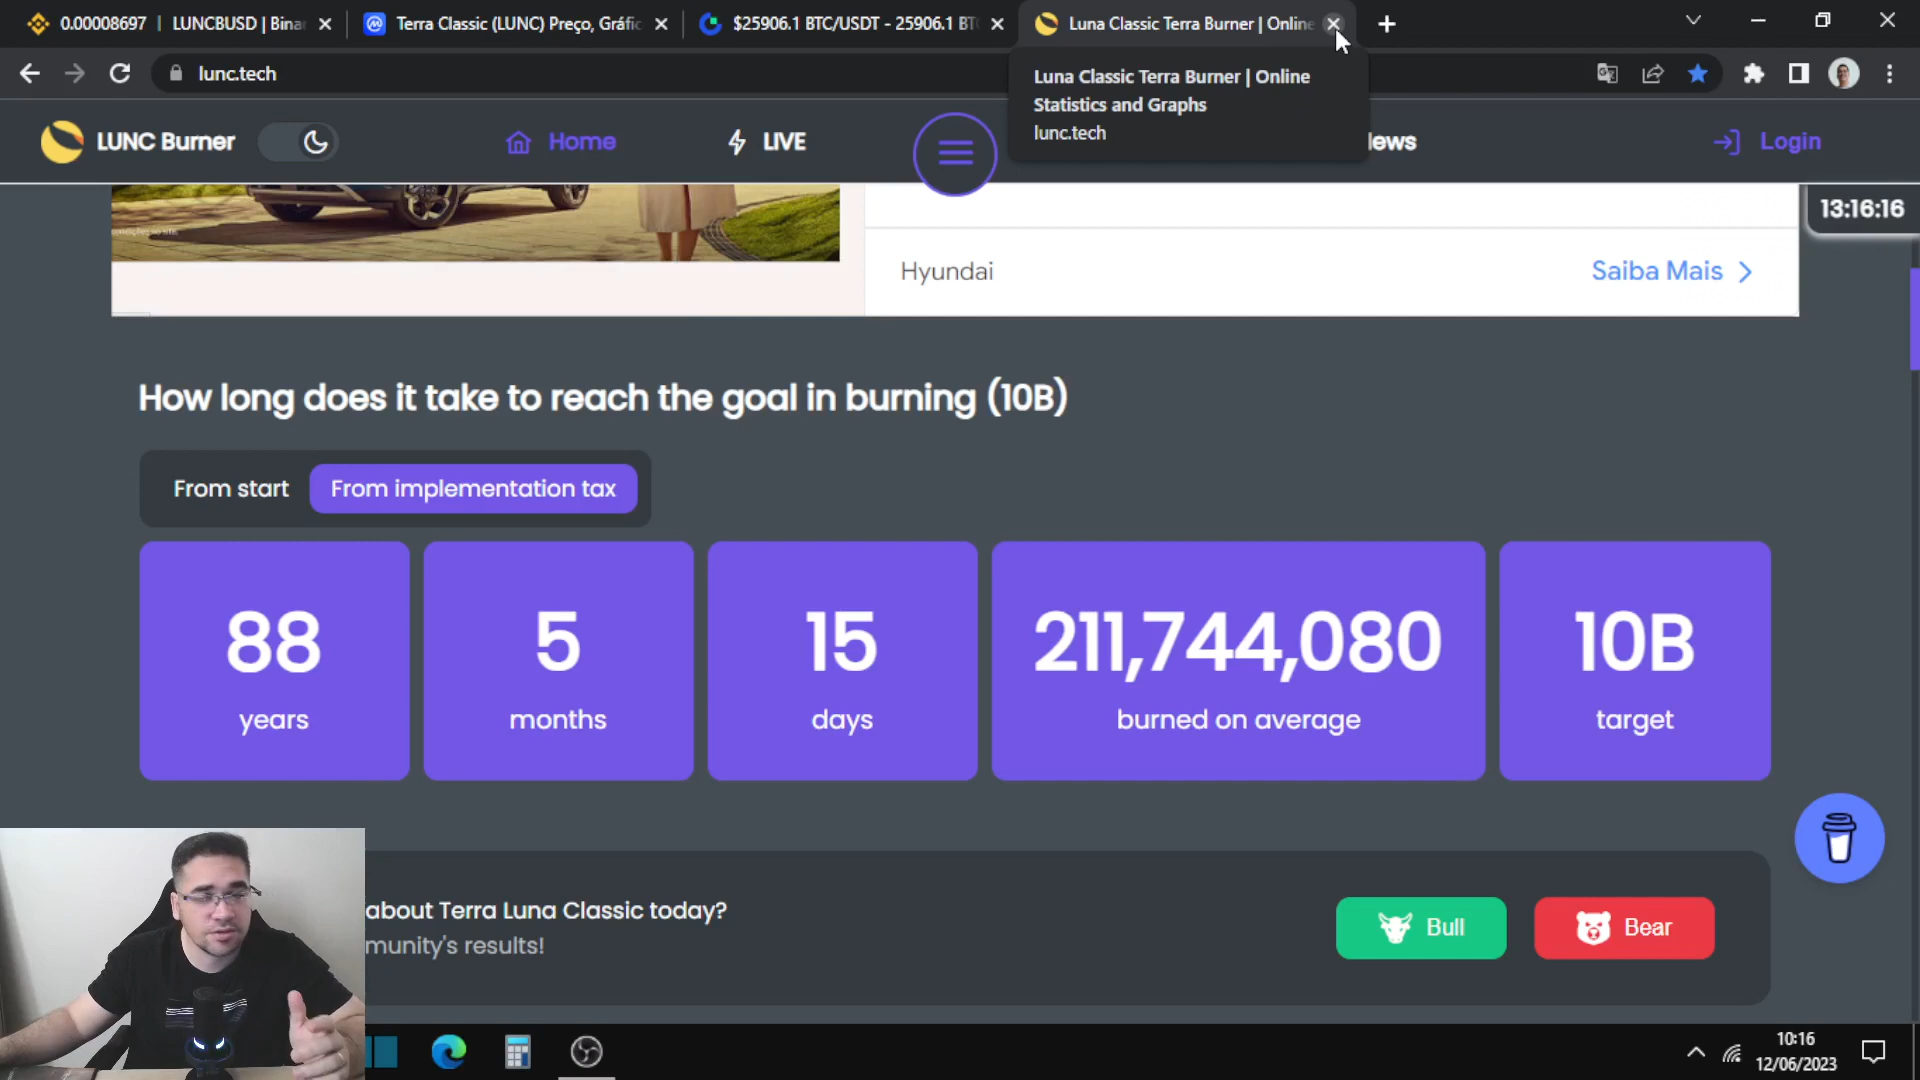 0.00008697 | LUNCBUSD | Binan
Terra Classic (LUNC) Preço, Gráfic
$25906.1 BTC/USDT - 25906.1 BT
Luna Classic Terra Burner | Online
lunc.tech
Luna Classic Terra Burner | Online
Statistics and Graphs
lunc.tech
LUNC Burner
Home
LIVE
News
Login
13:16:16
Hyundai
Saiba Mais
How long does it take to reach the goal in burning (10B)
From start
From implementation tax
88
years
5
months
15
days
211,744,080
burned on average
10B
target
about Terra Luna Classic today?
munity's results!
Bull
Bear
10:16
12/06/2023